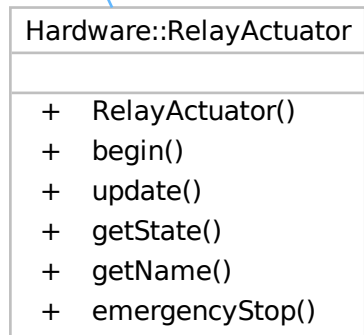 Hardware::RelayActuator
+ RelayActuator()
+ begin()
+ update()
+ getState()
+ getName()
+ emergencyStop()